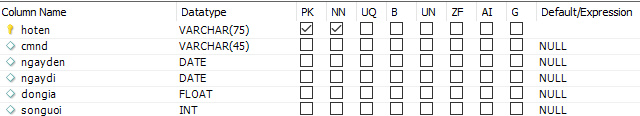 Column Name Datatype PK NN UQ B UN ZF AI G Default/Expression
hoten VARCHAR(75)
cmnd VARCHAR(45) NULL
ngayden DATE NULL
ngaydi DATE NULL
dongia FLOAT NULL
songuoi INT NULL